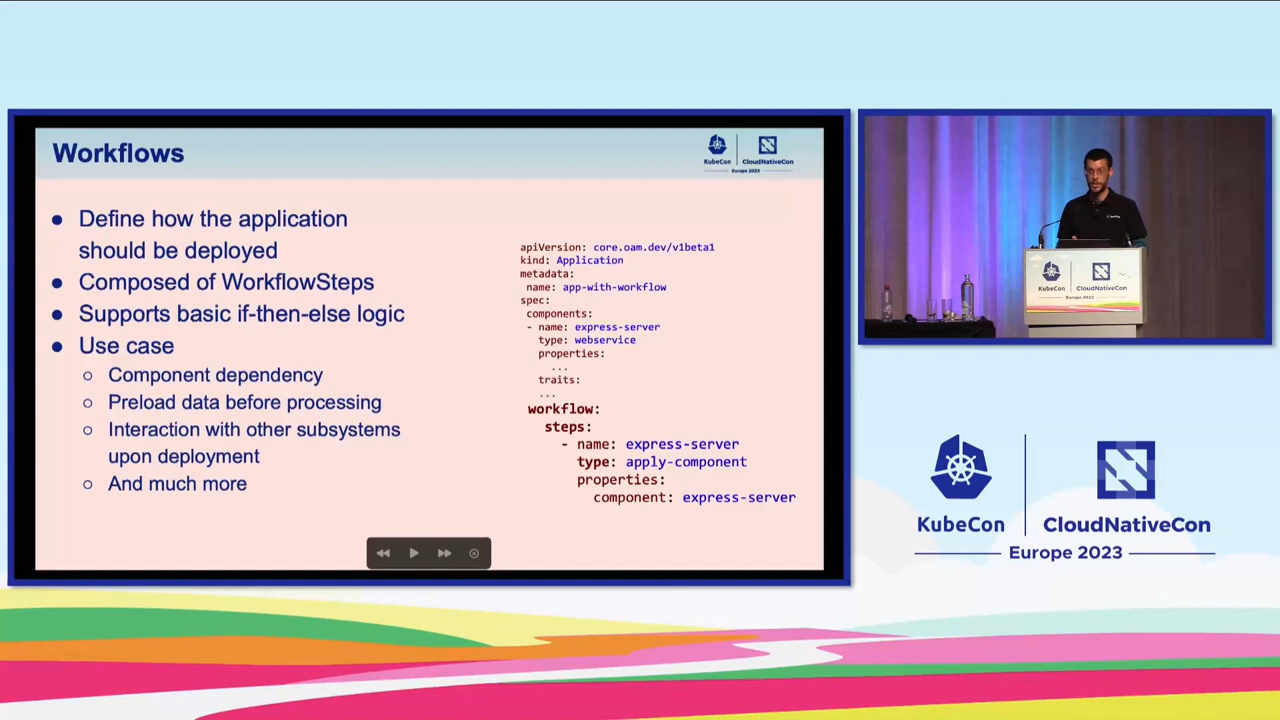 Workflows
KubeCon
CloudNativeCon
Europe 2023
● Define how the application
should be deployed
● Composed of WorkflowSteps
● Supports basic if-then-else logic
● Use case
○ Component dependency
○ Preload data before processing
○ Interaction with other subsystems
upon deployment
○ And much more
apiVersion: core.oam.dev/v1beta1
kind: Application
metadata:
name: app-with-workflow
spec:
components:
- name: express-server
type: webservice
properties:
...
traits:
...
workflow:
steps:
- name: express-server
type: apply-component
properties:
component: express-server
KubeCon
CloudNativeCon
Europe 2023
KubeCon
CloudNativeCon
Europe 2023